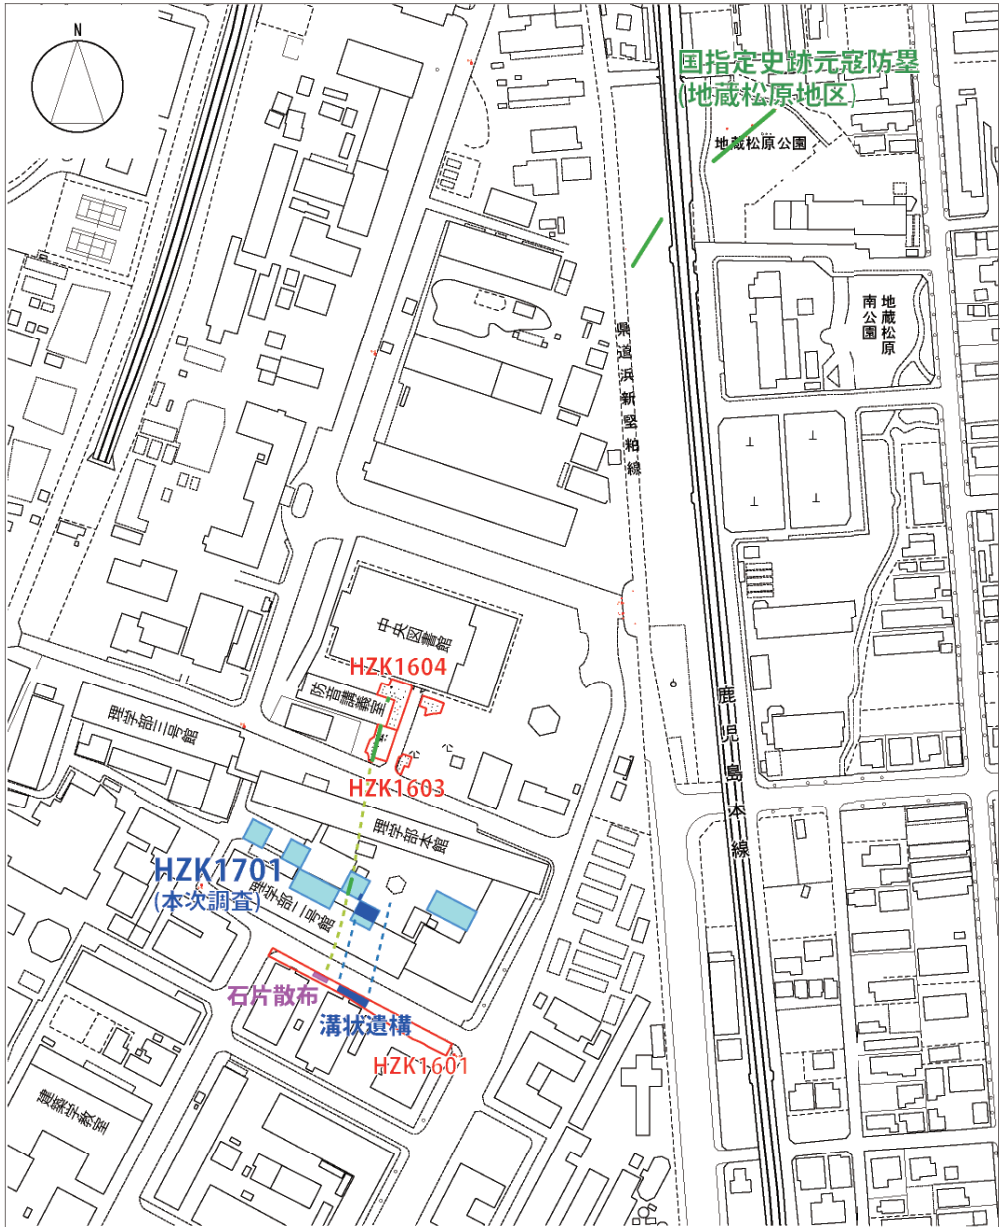 N
国指定史跡元寇防塁
(地蔵松原地区)
地蔵松原公園
地蔵松原
南公園
県道浜新堅粕線
中央図書館
HZK1604
防音講義室
理学部三号館
鹿児島本線
HZK1603
理学部本館
HZK1701
(本次調査)
理学部二号館
石片散布
溝状遺構
HZK1601
建築学教室